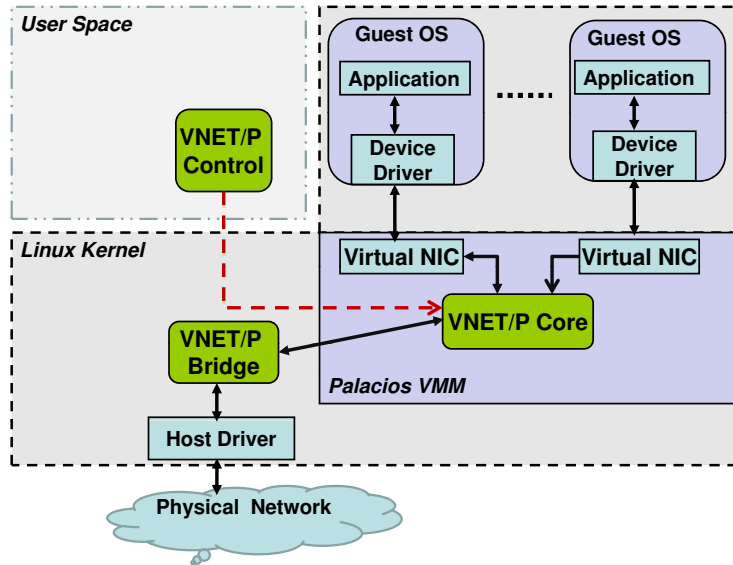 User Space
Guest OS
Guest OS
Application
Application
VNET/P
Control
Device
Driver
Device
Driver
Linux Kernel
Virtual NIC
Virtual NIC
VNET/P Core
VNET/P
Bridge
Palacios VMM
Host Driver
Physical Network